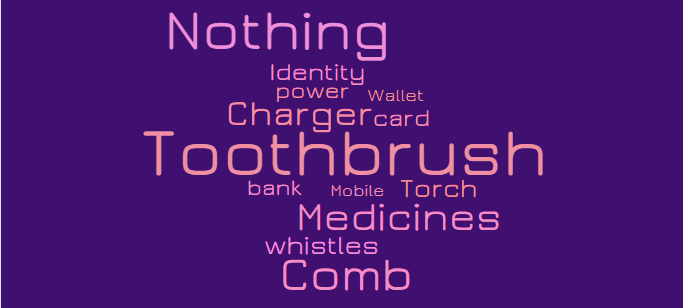 Nothing
Identity
power Wallet
Charger card
Toothbrush
bank Mobile Torch
Medicines
whistles
Comb